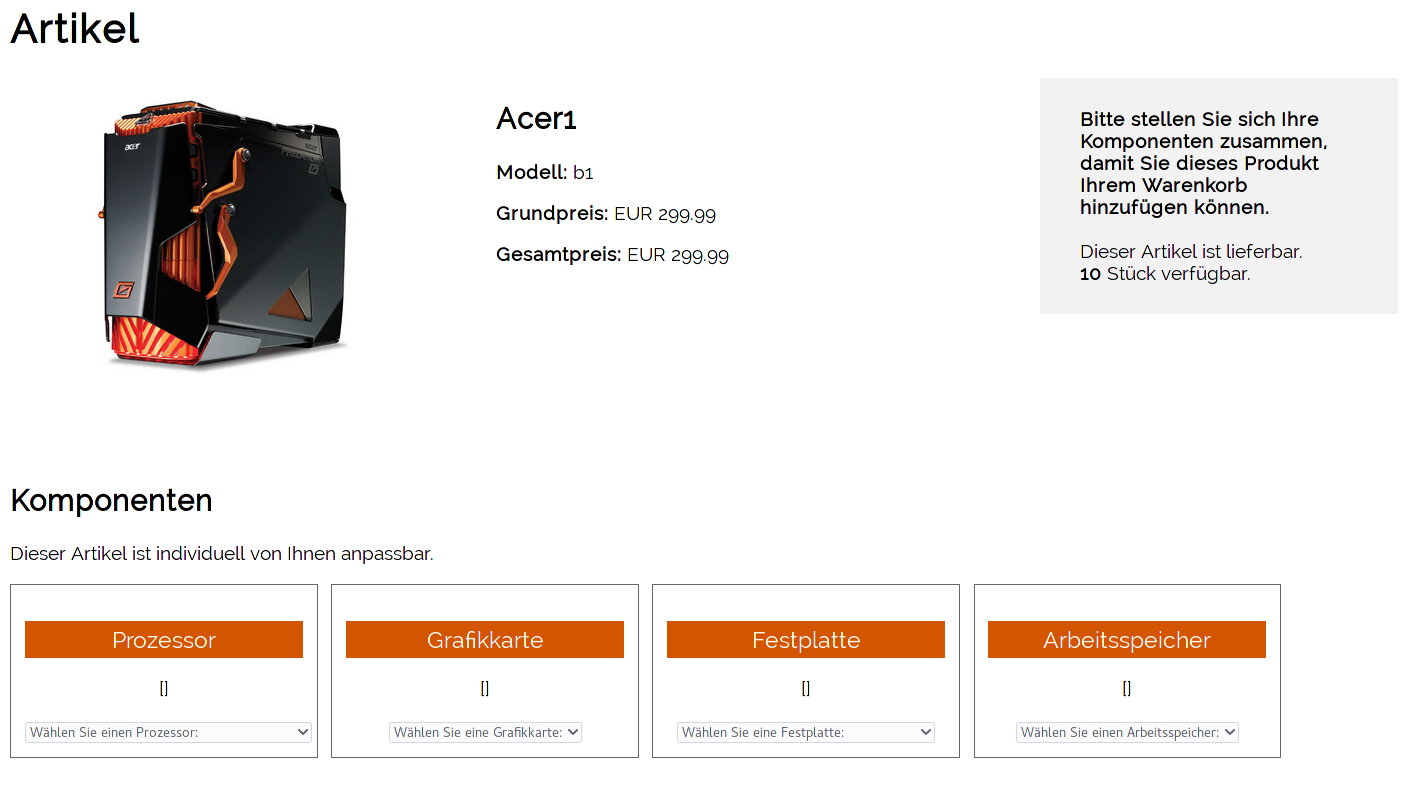 Artikel
acer
PREDATOR
Acer1
Modell: b1
Grundpreis: EUR 299.99
Gesamtpreis: EUR 299.99
Bitte stellen Sie sich Ihre
Komponenten zusammen,
damit Sie dieses Produkt
Ihrem Warenkorb
hinzufügen können.
Dieser Artikel ist lieferbar.
10 Stück verfügbar.
Komponenten
Dieser Artikel ist individuell von Ihnen anpassbar.
Prozessor
[]
Wählen Sie einen Prozessor:
Grafikkarte
[]
Wählen Sie eine Grafikkarte:
Festplatte
[]
Wählen Sie eine Festplatte:
Arbeitsspeicher
[]
Wählen Sie einen Arbeitsspeicher: